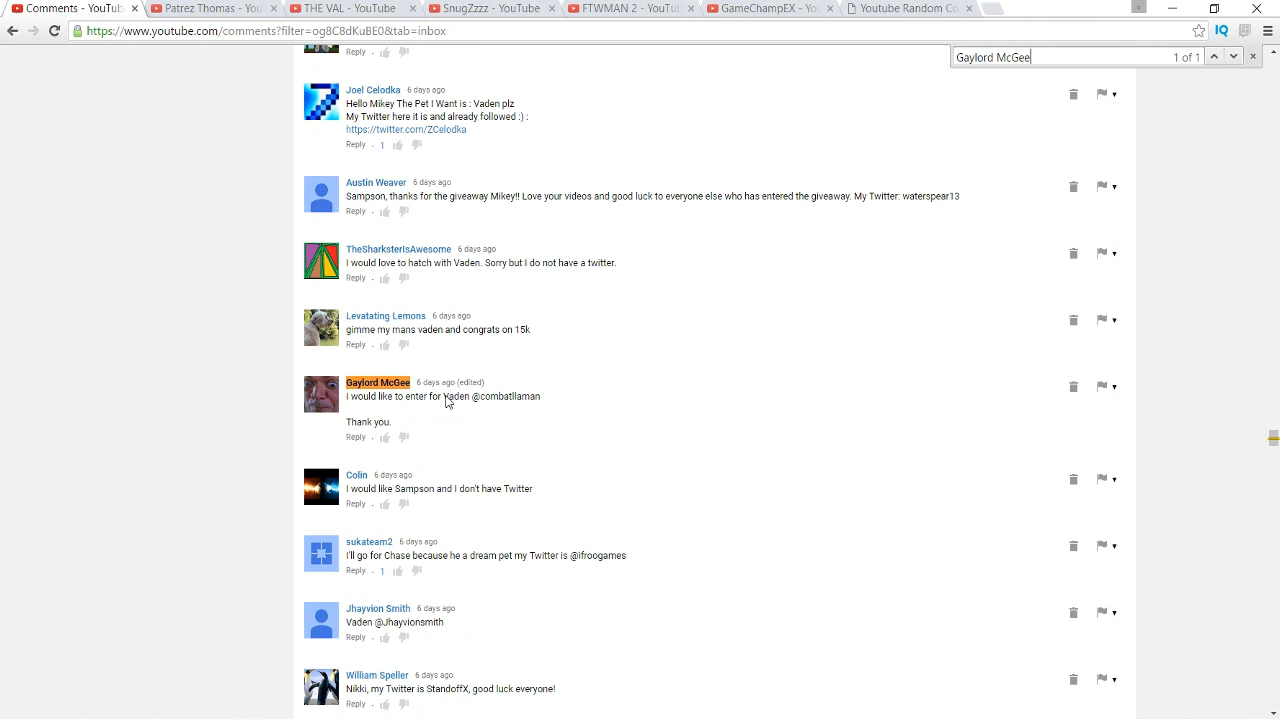 Comments - YouTub
Patrez Thomas - You
THE VAL - YouTube
SnugZzzz - YouTube
FTWMAN 2 - YouTub
GameChampEX - You
Youtube Random Co
https://www.youtube.com/comments?filter=og8C8dKuBE0&tab=inbox
IQ
Gaylord McGee 1 of 1
Reply
Joel Celodka 6 days ago
Hello Mikey The Pet I Want is : Vaden plz
My Twitter here it is and already followed :) :
https://twitter.com/ZCelodka
Reply . 1
Austin Weaver 6 days ago
Sampson, thanks for the giveaway Mikey!! Love your videos and good luck to everyone else who has entered the giveaway. My Twitter: waterspear13
Reply .
TheSharksterIsAwesome 6 days ago
I would love to hatch with Vaden. Sorry but I do not have a twitter.
Reply .
Levatating Lemons 6 days ago
gimme my mans vaden and congrats on 15k
Reply .
Gaylord McGee 6 days ago (edited)
I would like to enter for Vaden @combatllaman
Thank you.
Reply .
Colin 6 days ago
I would like Sampson and I don't have Twitter
Reply .
sukateam2 6 days ago
I'll go for Chase because he a dream pet my Twitter is @ifroogames
Reply . 1
Jhayvion Smith 6 days ago
Vaden @Jhayvionsmith
Reply .
William Speller 6 days ago
Nikki, my Twitter is StandoffX, good luck everyone!
Reply .